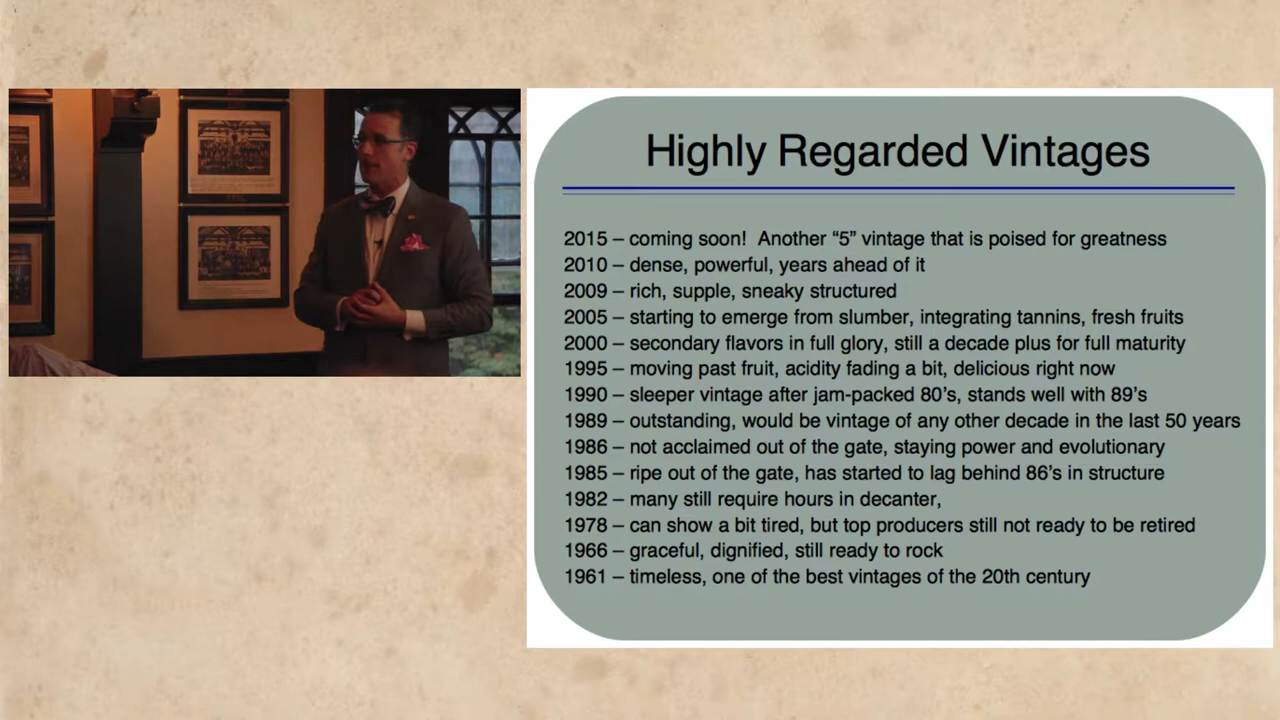 Highly Regarded Vintages
2015 – coming soon!  Another “5” vintage that is poised for greatness
2010 – dense, powerful, years ahead of it
2009 – rich, supple, sneaky structured
2005 – starting to emerge from slumber, integrating tannins, fresh fruits
2000 – secondary flavors in full glory, still a decade plus for full maturity
1995 – moving past fruit, acidity fading a bit, delicious right now
1990 – sleeper vintage after jam-packed 80’s, stands well with 89’s
1989 – outstanding, would be vintage of any other decade in the last 50 years
1986 – not acclaimed out of the gate, staying power and evolutionary
1985 – ripe out of the gate, has started to lag behind 86’s in structure
1982 – many still require hours in decanter,
1978 – can show a bit tired, but top producers still not ready to be retired
1966 – graceful, dignified, still ready to rock
1961 – timeless, one of the best vintages of the 20th century